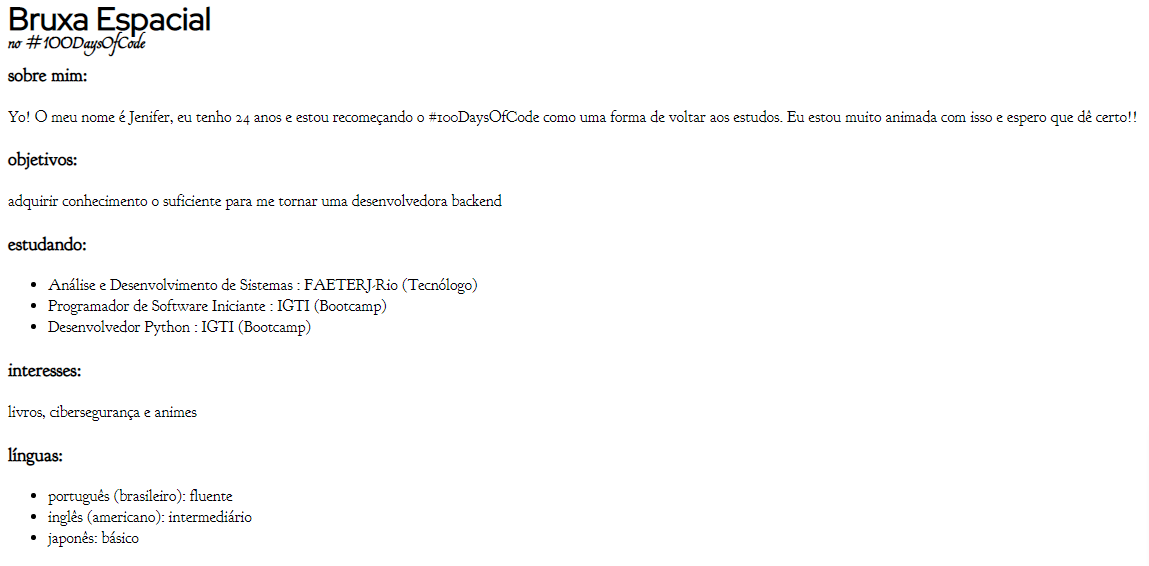 Bruxa Espacial
no #100DaysOfCode
sobre mim:
Yo! O meu nome é Jenifer, eu tenho 24 anos e estou recomeçando o #100DaysOfCode como uma forma de voltar aos estudos. Eu estou muito animada com isso e espero que dê certo!!
objetivos:
adquirir conhecimento o suficiente para me tornar uma desenvolvedora backend
estudando:
• Análise e Desenvolvimento de Sistemas : FAETERJ-Rio (Tecnólogo)
• Programador de Software Iniciante : IGTI (Bootcamp)
• Desenvolvedor Python : IGTI (Bootcamp)
interesses:
livros, cibersegurança e animes
línguas:
• português (brasileiro): fluente
• inglês (americano): intermediário
• japonês: básico